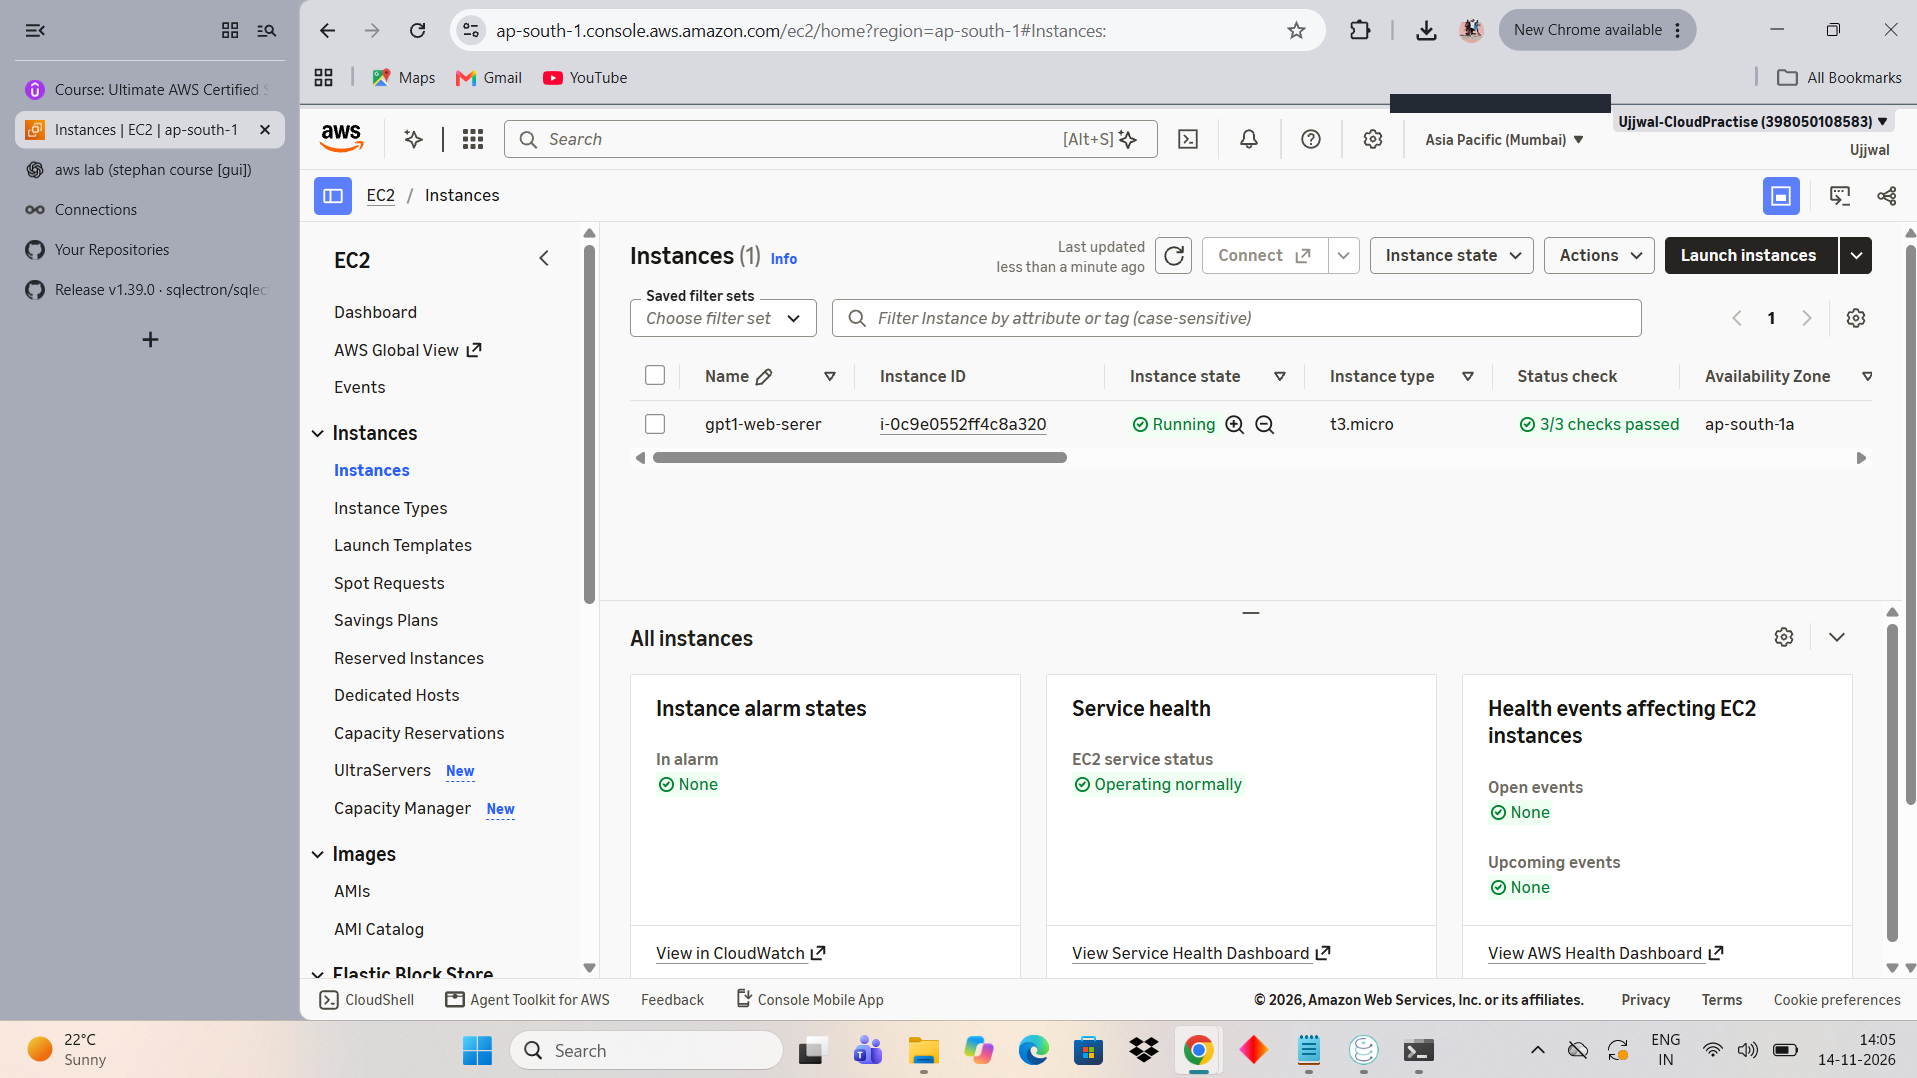 Course: Ultimate AWS Certified S
Instances | EC2 | ap-south-1
aws lab (stephan course [gui])
Connections
Your Repositories
Release v1.39.0 · sqlectron/sqlec
ap-south-1.console.aws.amazon.com/ec2/home?region=ap-south-1#Instances:
New Chrome available
Maps
Gmail
YouTube
All Bookmarks
aws
Search
[Alt+S]
Asia Pacific (Mumbai)
Ujjwal-CloudPractise (398050108583)
Ujjwal
EC2 / Instances
EC2
Dashboard
AWS Global View
Events
Instances
Instances
Instance Types
Launch Templates
Spot Requests
Savings Plans
Reserved Instances
Dedicated Hosts
Capacity Reservations
UltraServers New
Capacity Manager New
Images
AMIs
AMI Catalog
Elastic Block Store
Instances (1) Info
Last updated
less than a minute ago
Connect
Instance state
Actions
Launch instances
Saved filter sets
Choose filter set
Filter Instance by attribute or tag (case-sensitive)
1
Name
Instance ID
Instance state
Instance type
Status check
Availability Zone
gpt1-web-serer
i-0c9e0552ff4c8a320
Running
t3.micro
3/3 checks passed
ap-south-1a
All instances
Instance alarm states
In alarm
None
View in CloudWatch
Service health
EC2 service status
Operating normally
View Service Health Dashboard
Health events affecting EC2
instances
Open events
None
Upcoming events
None
View AWS Health Dashboard
CloudShell
Agent Toolkit for AWS
Feedback
Console Mobile App
© 2026, Amazon Web Services, Inc. or its affiliates.
Privacy
Terms
Cookie preferences
22°C
Sunny
Search
ENG
IN
14:05
14-11-2026